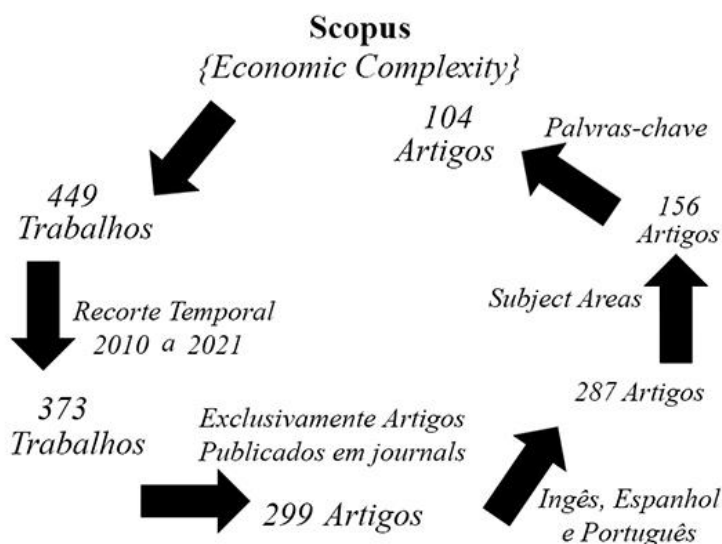 Scopus
{Economic Complexity}
449
Trabalhos
Recorte Temporal
2010 a 2021
373
Trabalhos
Exclusivamente Artigos
Publicados em journals
299 Artigos
Ingês, Espanhol
e Português
287 Artigos
Subject Areas
156
Artigos
Palvras-chave
104
Artigos